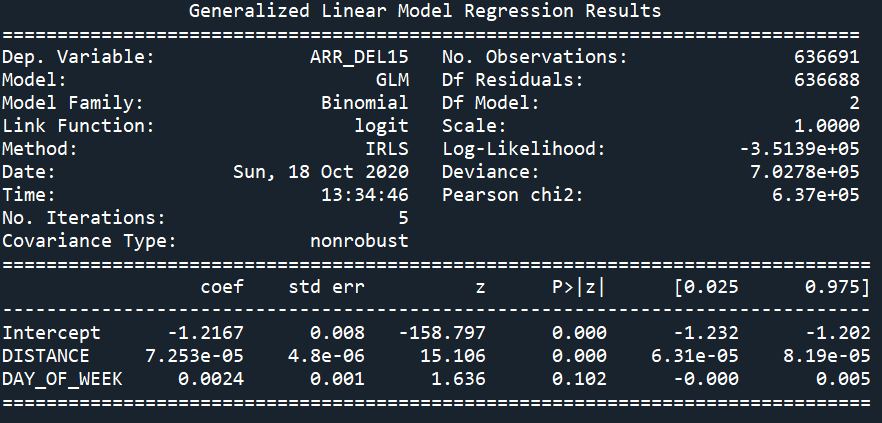 Generalized Linear Model Regression Results
==============================================================================
Dep. Variable: ARR_DEL15 No. Observations: 636691
Model: GLM Df Residuals: 636688
Model Family: Binomial Df Model: 2
Link Function: logit Scale: 1.0000
Method: IRLS Log-Likelihood: -3.5139e+05
Date: Sun, 18 Oct 2020 Deviance: 7.0278e+05
Time: 13:34:46 Pearson chi2: 6.37e+05
No. Iterations: 5
Covariance Type: nonrobust
===============================================================================
coef std err z P>|z| [0.025 0.975]
-------------------------------------------------------------------------------
Intercept -1.2167 0.008 -158.797 0.000 -1.232 -1.202
DISTANCE 7.253e-05 4.8e-06 15.106 0.000 6.31e-05 8.19e-05
DAY_OF_WEEK 0.0024 0.001 1.636 0.102 -0.000 0.005
===============================================================================